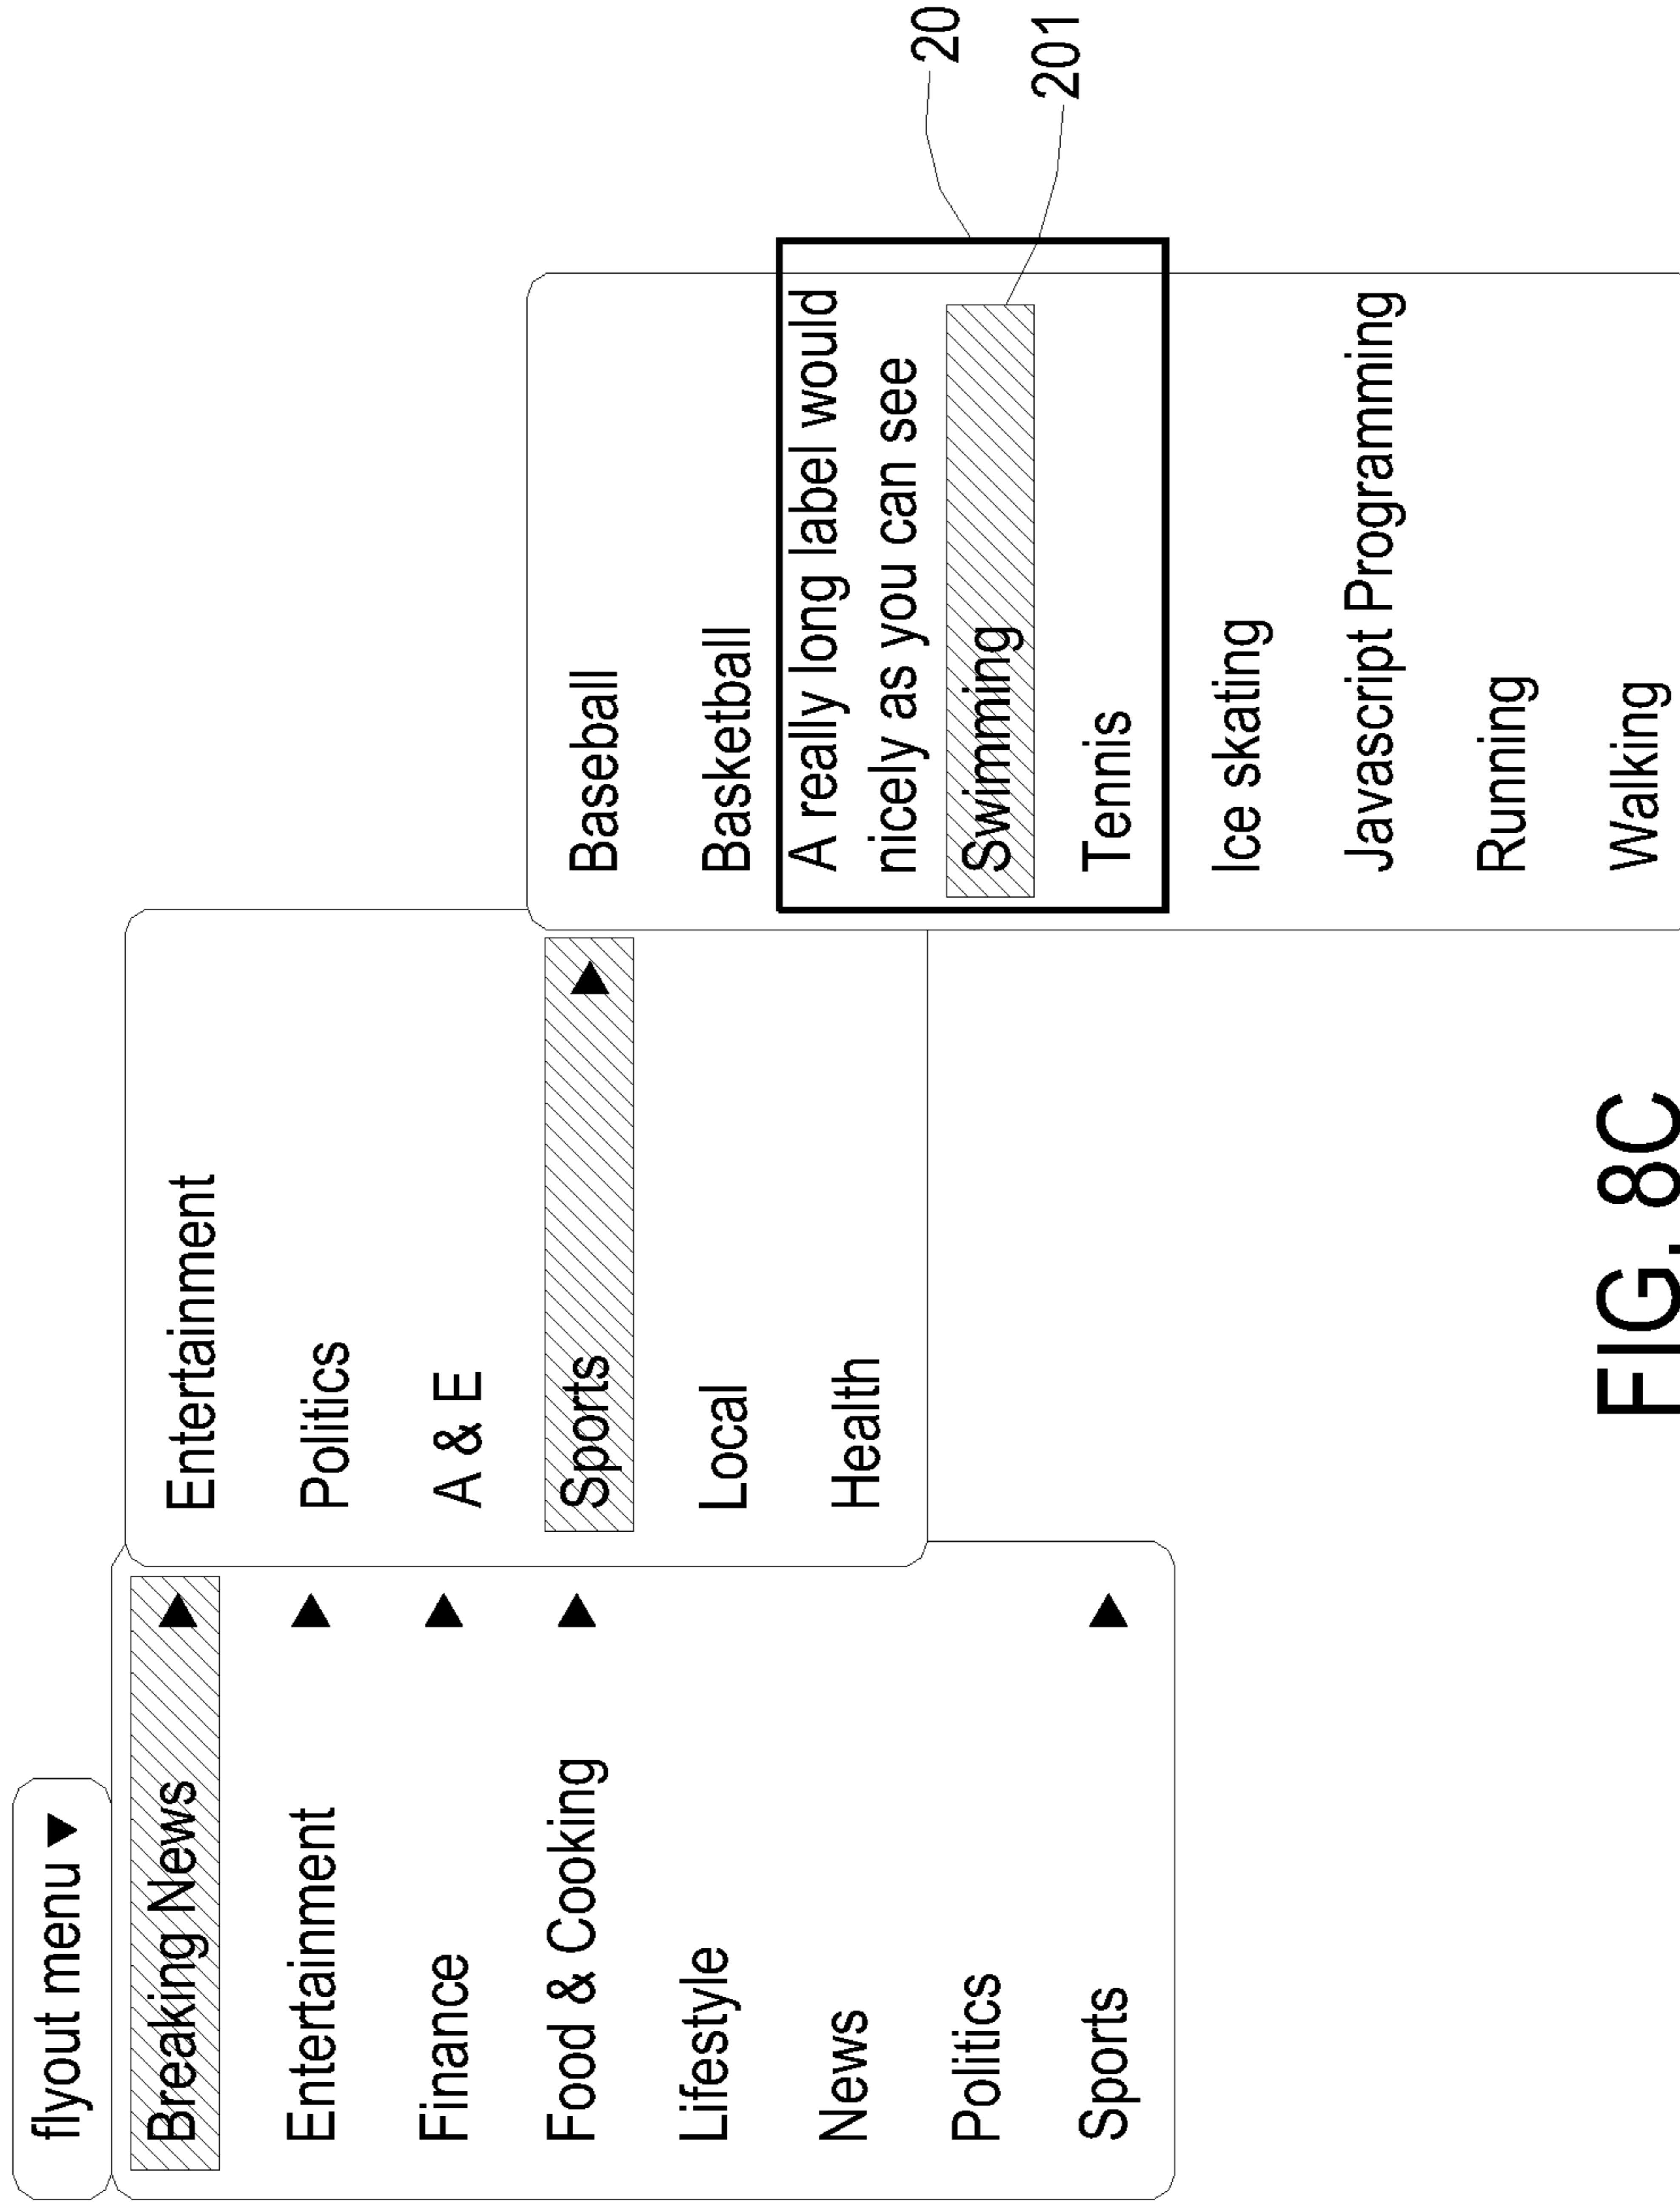 flyout menu
Breaking News
Entertainment
Finance
Food & Cooking
Lifestyle
News
Politics
Sports
Entertainment
Politics
A & E
Sports
Local
Health
Baseball
Basketball
A really long label would
nicely as you can see
Swimming
Tennis
Ice skating
Javascript Programming
Running
Walking
20
201
FIG. 8C